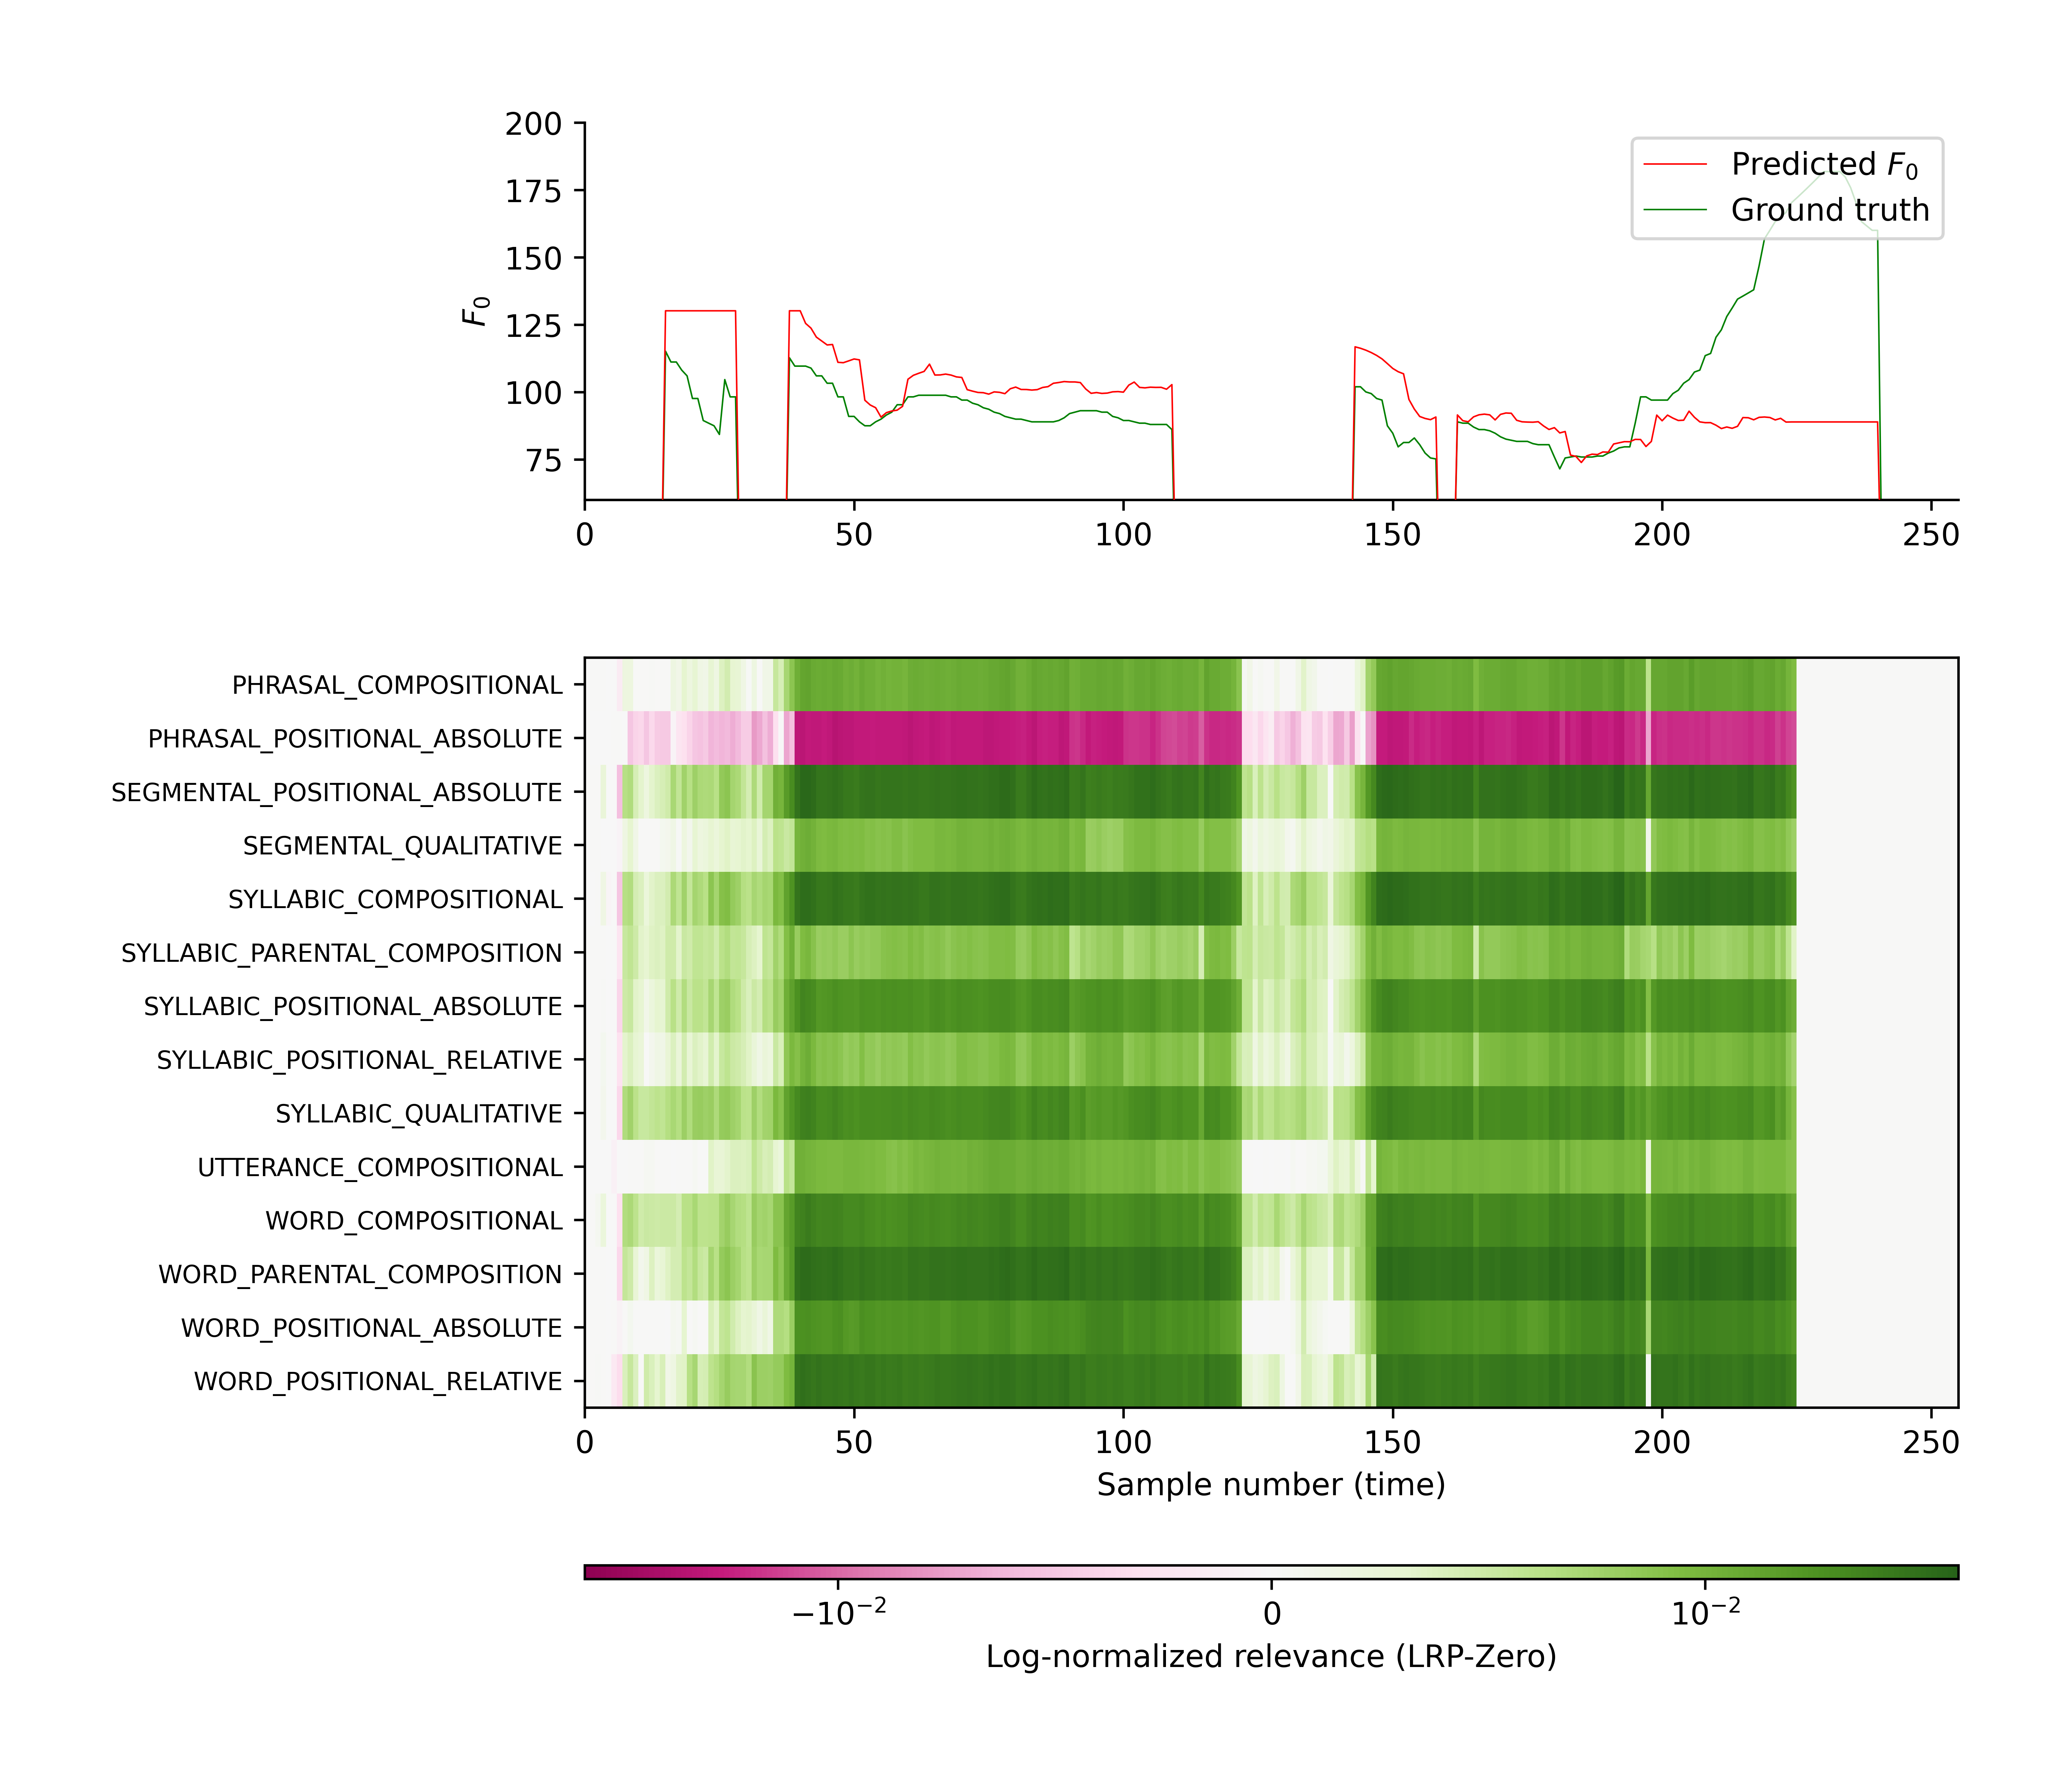 200
175
150
125
100
75
F₀
Predicted F₀
Ground truth
0 50 100 150 200 250
PHRASAL_COMPOSITIONAL
PHRASAL_POSITIONAL_ABSOLUTE
SEGMENTAL_POSITIONAL_ABSOLUTE
SEGMENTAL_QUALITATIVE
SYLLABIC_COMPOSITIONAL
SYLLABIC_PARENTAL_COMPOSITION
SYLLABIC_POSITIONAL_ABSOLUTE
SYLLABIC_POSITIONAL_RELATIVE
SYLLABIC_QUALITATIVE
UTTERANCE_COMPOSITIONAL
WORD_COMPOSITIONAL
WORD_PARENTAL_COMPOSITION
WORD_POSITIONAL_ABSOLUTE
WORD_POSITIONAL_RELATIVE
0 50 100 150 200 250
Sample number (time)
−10⁻² 0 10⁻²
Log-normalized relevance (LRP-Zero)